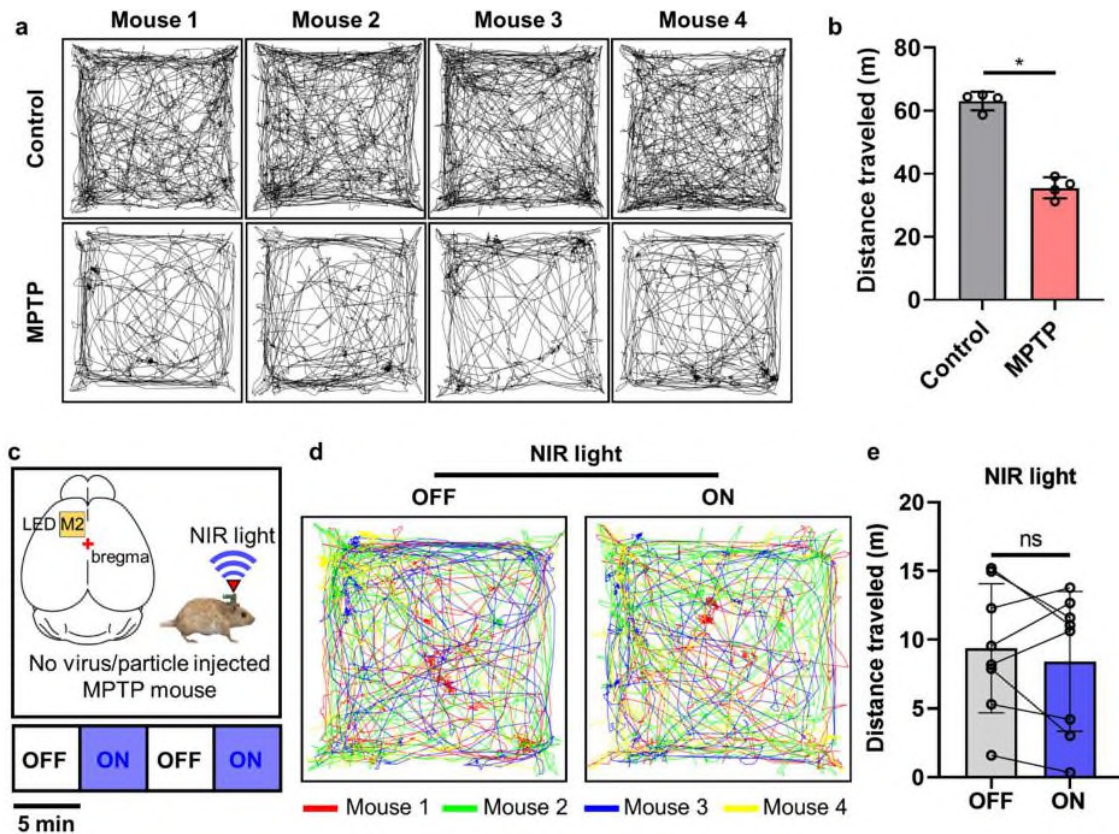 a
Mouse 1 Mouse 2 Mouse 3 Mouse 4
Control
MPTP
b
Distance traveled (m)
80
60
40
20
0
*
Control
MPTP
c
LED M2
bregma
NIR light
No virus/particle injected
MPTP mouse
OFF ON OFF ON
5 min
d
NIR light
OFF ON
Mouse 1 Mouse 2 Mouse 3 Mouse 4
e
NIR light
Distance traveled (m)
20
15
10
5
0
ns
OFF ON